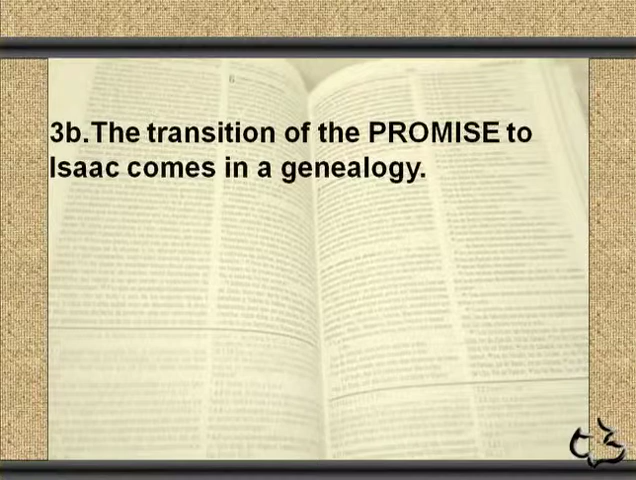 3b.The transition of the PROMISE to
Isaac comes in a genealogy.